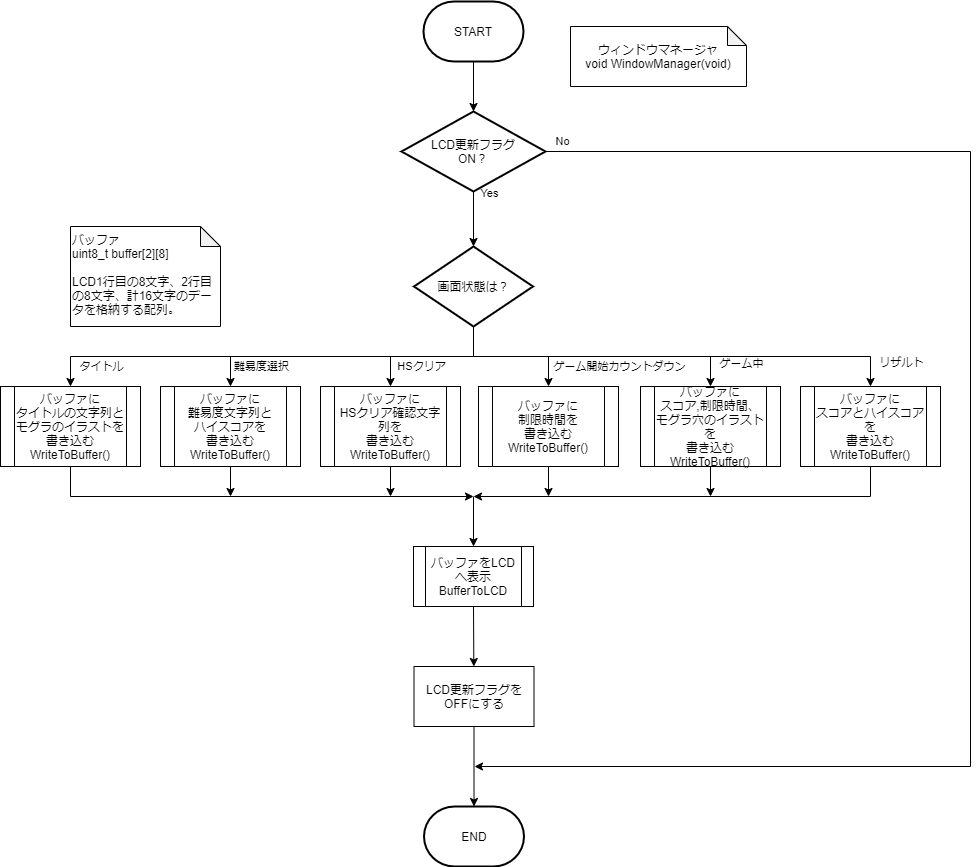 START
ウィンドウマネージャ
void WindowManager(void)
LCD更新フラグ
ON？
No
Yes
バッファ
uint8_t buffer[2][8]
LCD1行目の8文字、2行目
の8文字、計16文字のデー
タを格納する配列。
画面状態は？
タイトル
難易度選択
HSクリア
ゲーム開始カウントダウン
ゲーム中
リザルト
バッファに
タイトルの文字列と
モグラのイラストを
書き込む
WriteToBuffer()
バッファに
難易度文字列と
ハイスコアを
書き込む
WriteToBuffer()
バッファに
HSクリア確認文字
列を
書き込む
WriteToBuffer()
バッファに
制限時間を
書き込む
WriteToBuffer()
バッファに
スコア,制限時間、
モグラ穴のイラスト
を
書き込む
WriteToBuffer()
バッファに
スコアとハイスコア
を
書き込む
WriteToBuffer()
バッファをLCD
へ表示
BufferToLCD
LCD更新フラグを
OFFにする
END